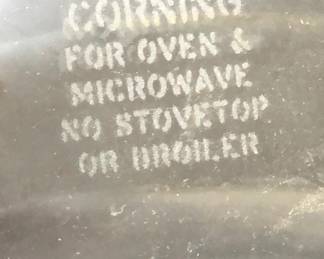 CORNING
FOR OVEN &
MICROWAVE
NO STOVETOP
OR BROILER